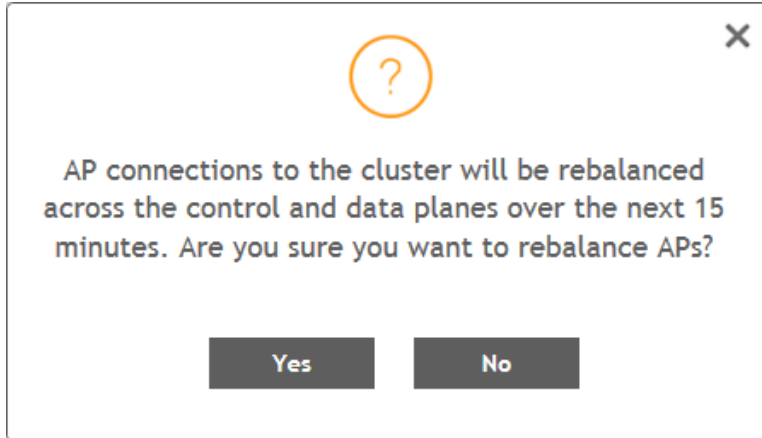 ?
AP connections to the cluster will be rebalanced
across the control and data planes over the next 15
minutes. Are you sure you want to rebalance APs?
Yes
No